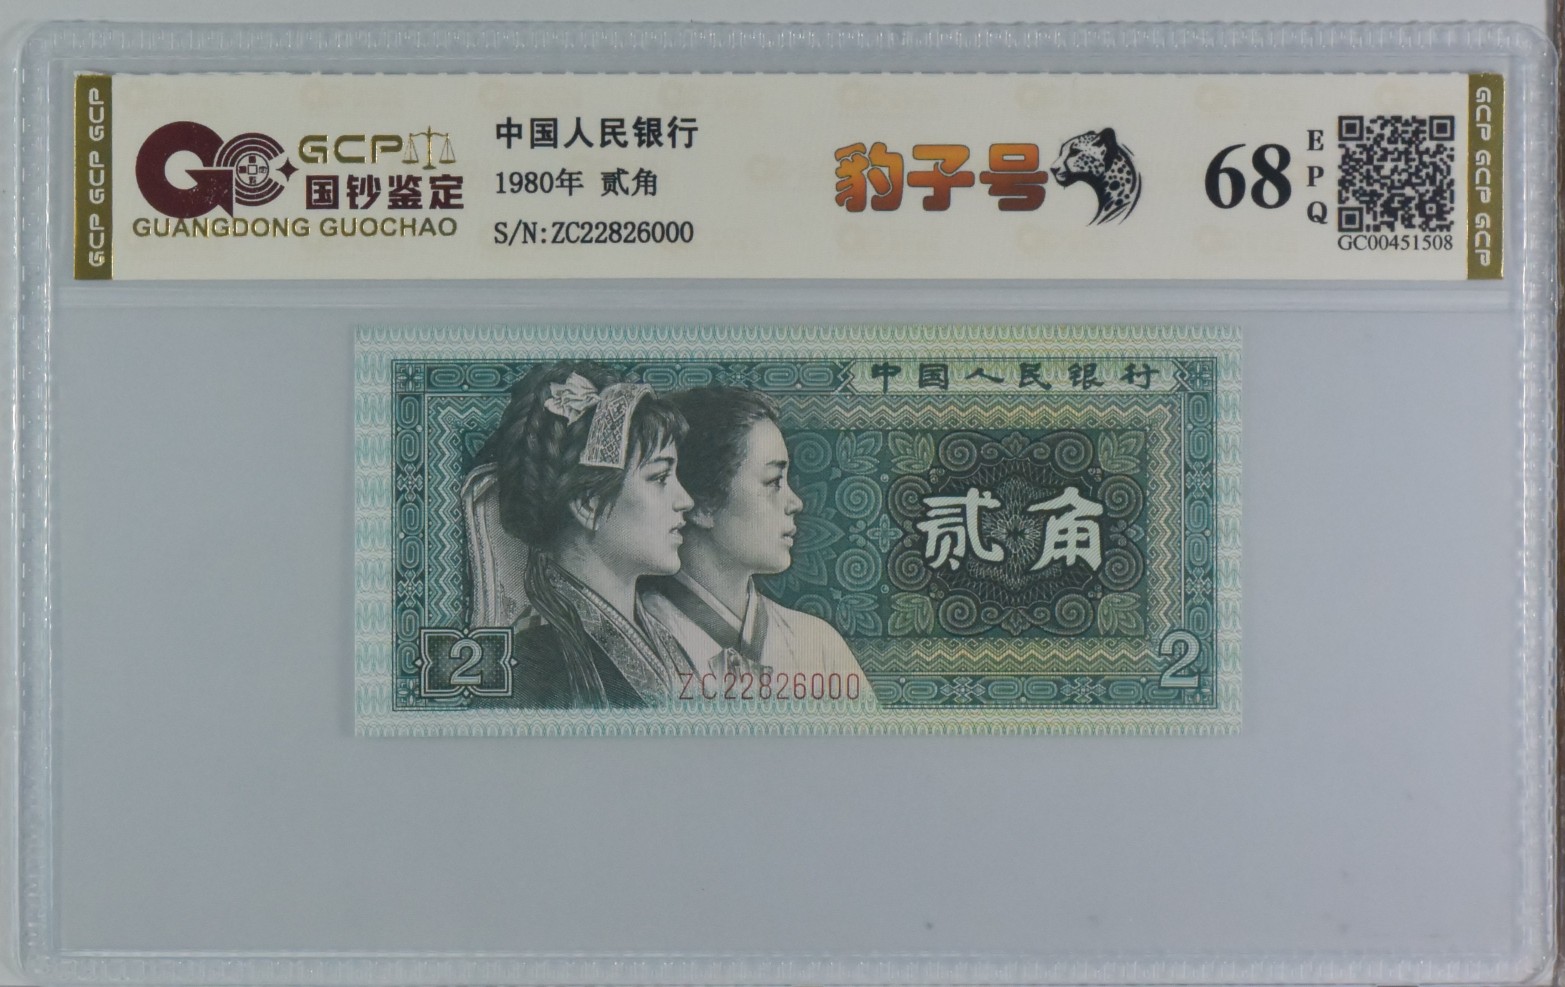 GCP GCP GCP
GCP
国钞鉴定
GUANGDONG GUOCHAO
中国人民银行
1980年 贰角
S/N:ZC22826000
豹子号
68
EPQ
GC00451508
GCP GCP GCP
中国人民银行
贰角
2
ZC22826000
2